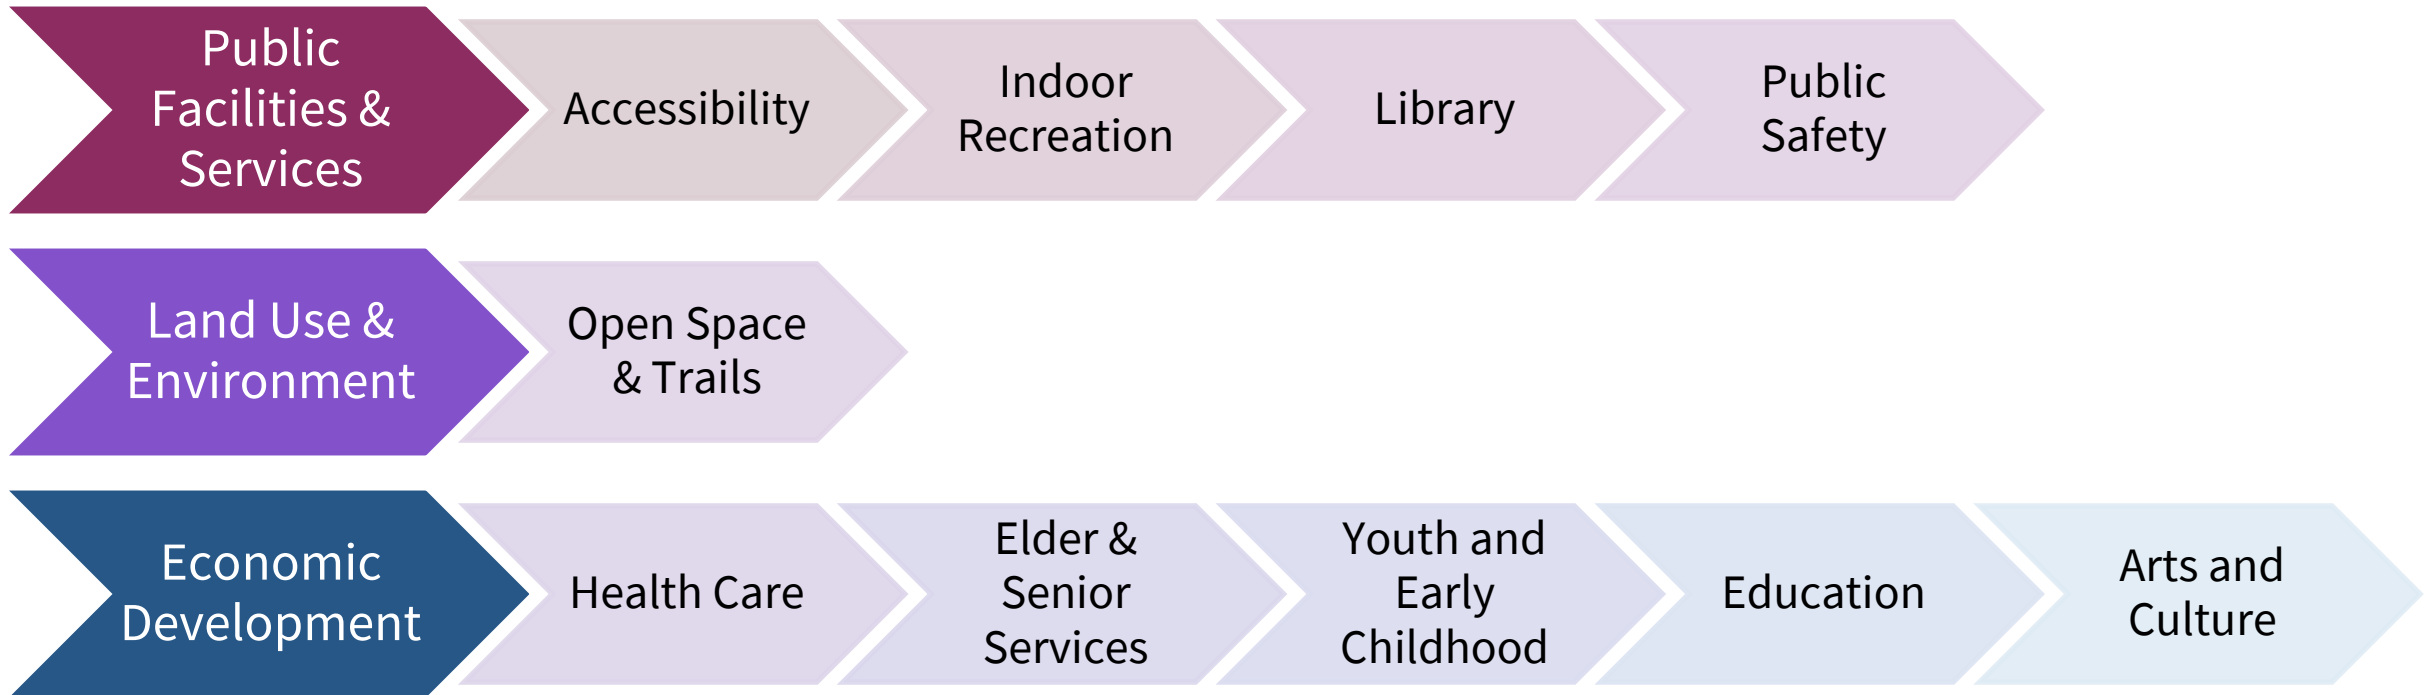 Public
Facilities &
Services
Accessibility
Indoor
Recreation
Library
Public
Safety
Land Use &
Environment
Open Space
& Trails
Economic
Development
Health Care
Elder &
Senior
Services
Youth and
Early
Childhood
Education
Arts and
Culture